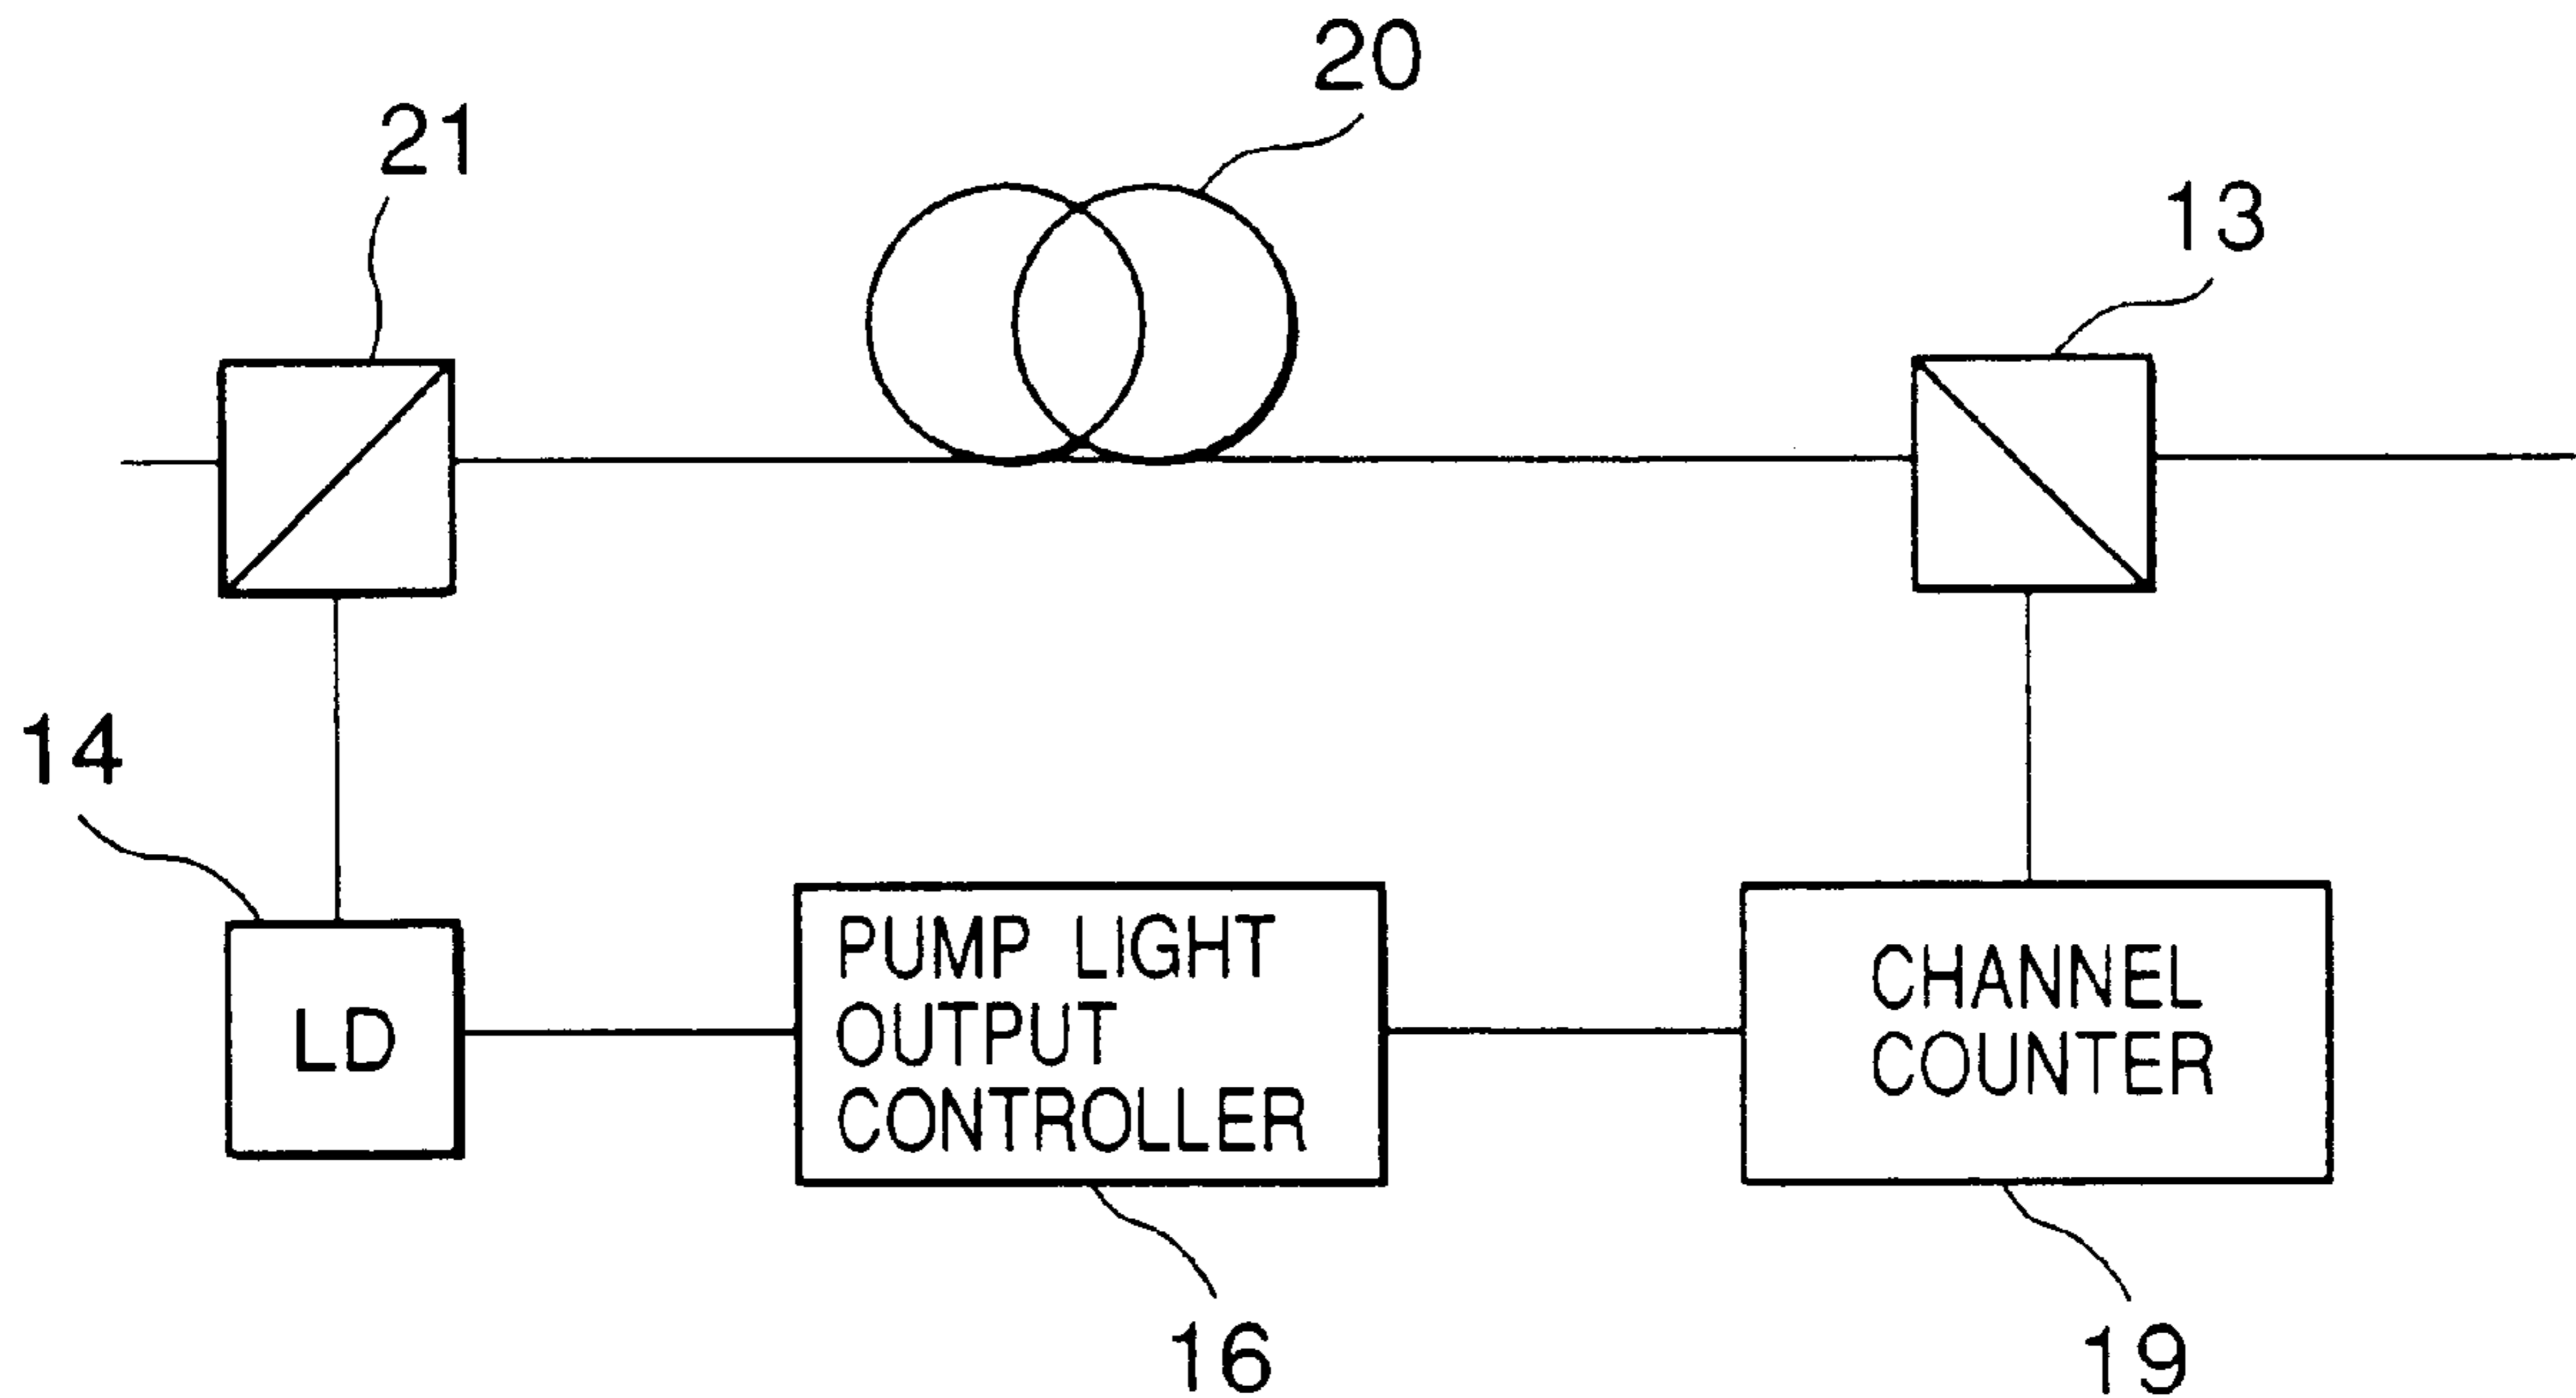 20
21
13
14
LD
PUMP LIGHT
OUTPUT
CONTROLLER
CHANNEL
COUNTER
16
19